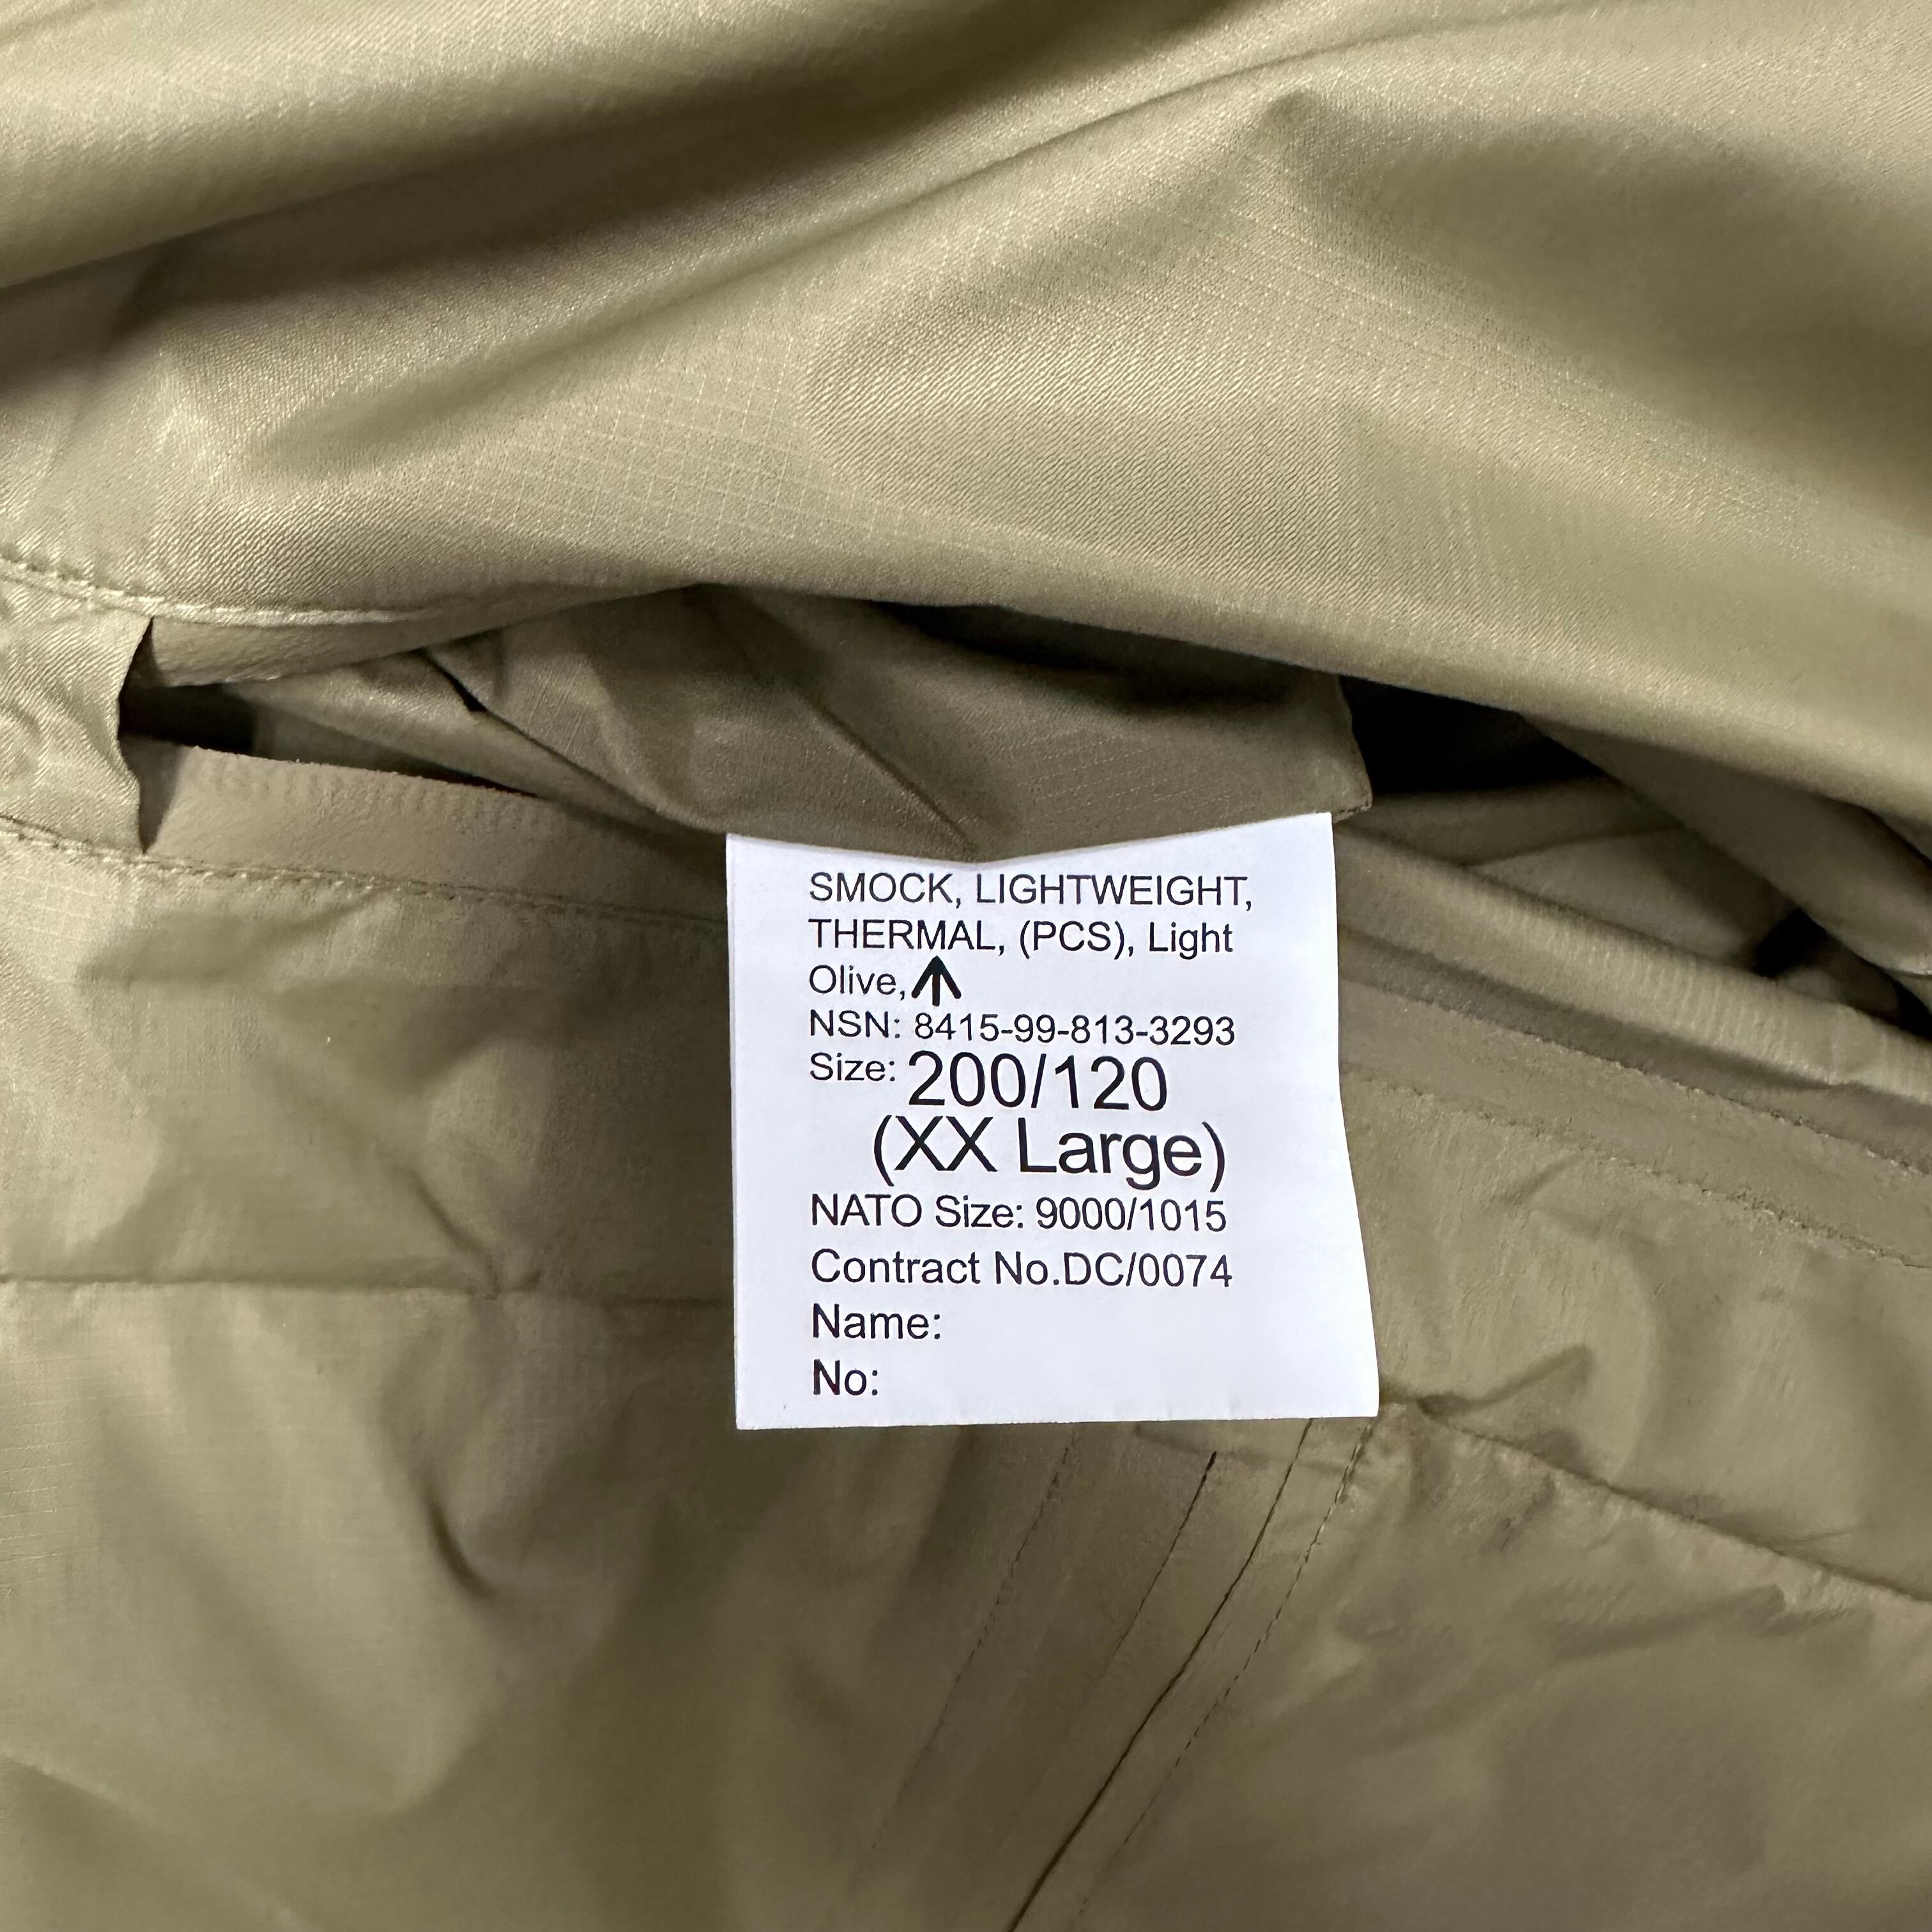 SMOCK, LIGHTWEIGHT,
THERMAL, (PCS), Light
Olive,
NSN: 8415-99-813-3293
Size: 200/120
(XX Large)
NATO Size: 9000/1015
Contract No.DC/0074
Name:
No: